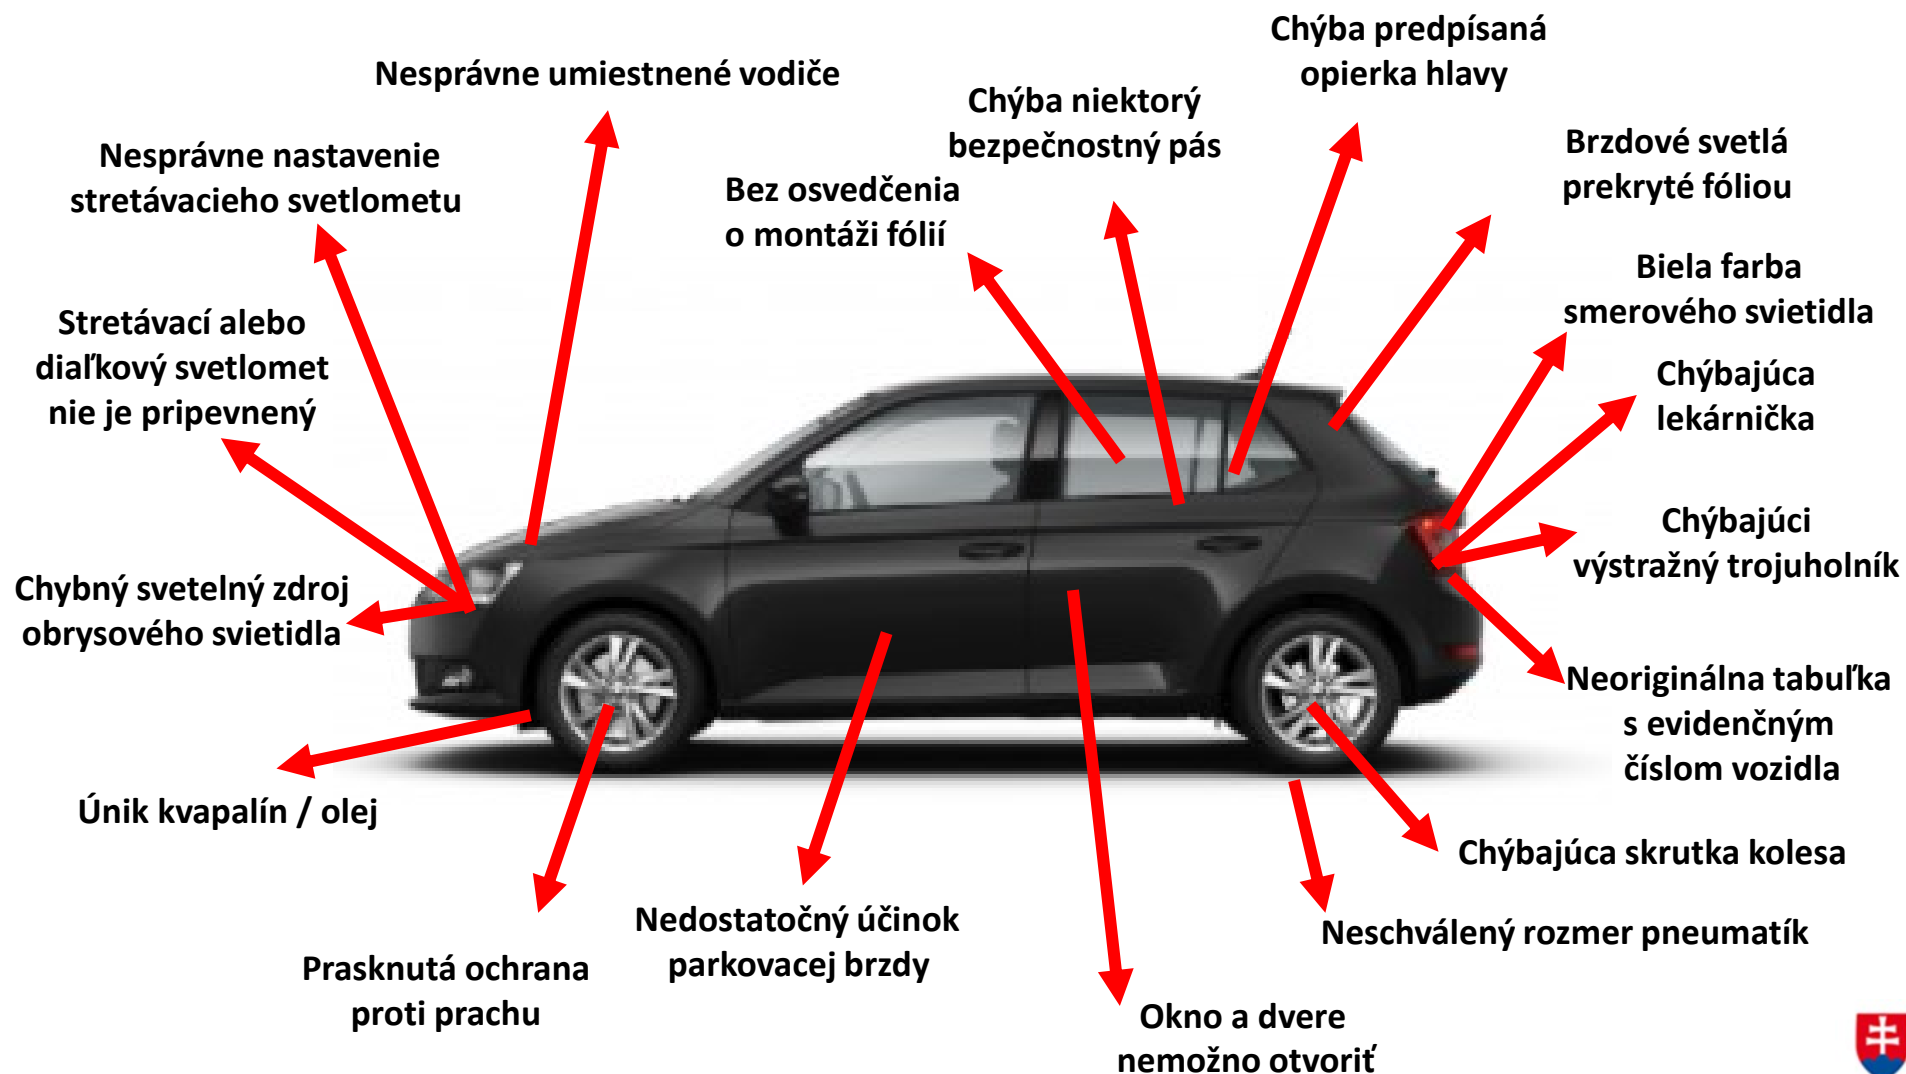 Chýba predpísaná
opierka hlavy
Nesprávne umiestnené vodiče
Chýba niektorý
bezpečnostný pás
Brzdové svetlá
prekryté fóliou
Nesprávne nastavenie
stretávacieho svetlometu
Bez osvedčenia
o montáži fólií
Biela farba
smerového svietidla
Stretávací alebo
diaľkový svetlomet
nie je pripevnený
Chýbajúca
lekárnička
Chýbajúci
výstražný trojuholník
Chybný svetelný zdroj
obrysového svietidla
Neoriginálna tabuľka
s evidenčným
číslom vozidla
Únik kvapalín / olej
Chýbajúca skrutka kolesa
Nedostatočný účinok
parkovacej brzdy
Neschválený rozmer pneumatík
Prasknutá ochrana
proti prachu
Okno a dvere
nemožno otvoriť